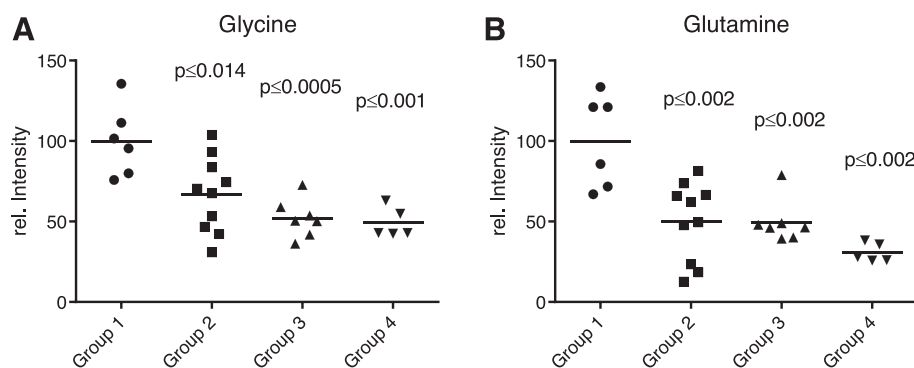 A
Glycine
rel. Intensity
150
100
50
0
p≤0.014
p≤0.0005
p≤0.001
Group 1
Group 2
Group 3
Group 4
B
Glutamine
rel. Intensity
150
100
50
0
p≤0.002
p≤0.002
p≤0.002
Group 1
Group 2
Group 3
Group 4